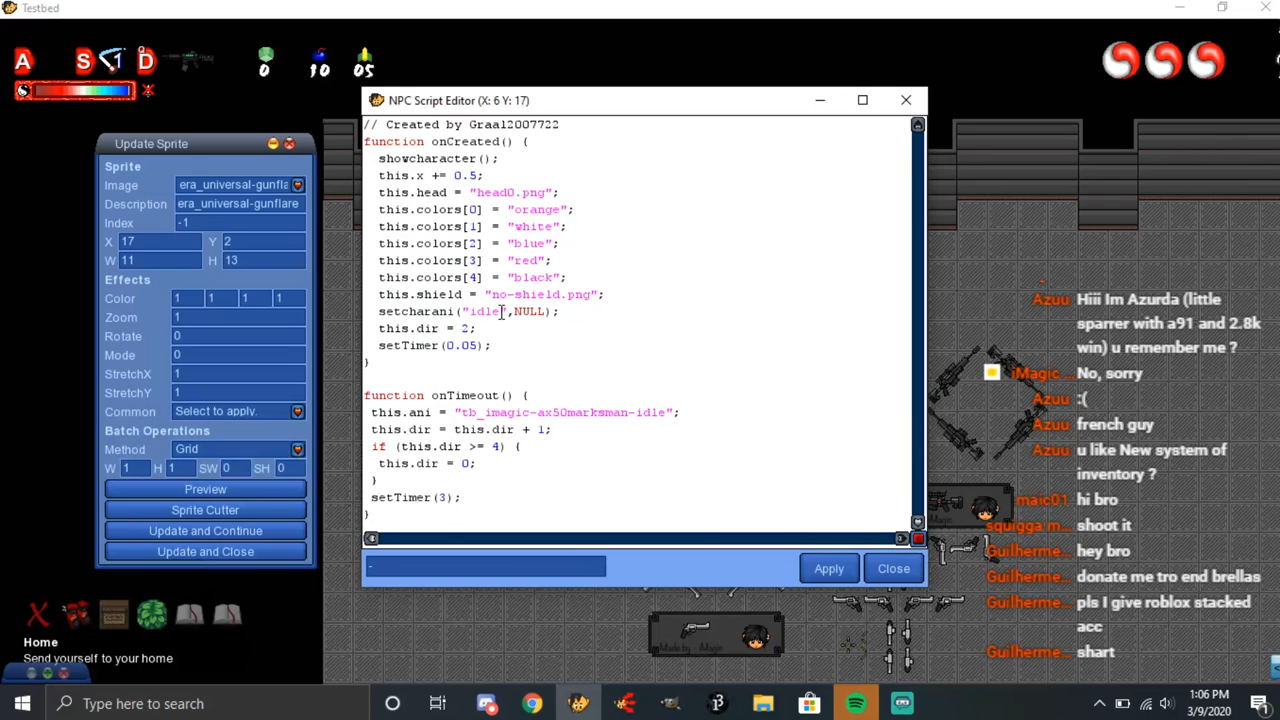 Testbed
A
S
D
0
10
05
NPC Script Editor (X: 6 Y: 17)
// Created by Graal2007722
function onCreated() {
showcharacter();
this.x += 0.5;
this.head = "head0.png";
this.colors[0] = "orange";
this.colors[1] = "white";
this.colors[2] = "blue";
this.colors[3] = "red";
this.colors[4] = "black";
this.shield = "no-shield.png";
setcharani("idle",NULL);
this.dir = 2;
setTimer(0.05);
}
function onTimeout() {
this.ani = "tb_imagic-ax50marksman-idle";
this.dir = this.dir + 1;
if (this.dir >= 4) {
this.dir = 0;
}
setTimer(3);
}
-
Apply
Close
Update Sprite
Sprite
Image era_universal-gunfla
Description era_universal-gunflare
Index -1
X 17 Y 2
W 11 H 13
Effects
Color 1 1 1 1
Zoom 1
Rotate 0
Mode 0
StretchX 1
StretchY 1
Common Select to apply.
Batch Operations
Method Grid
W 1 H 1 SW 0 SH 0
Preview
Sprite Cutter
Update and Continue
Update and Close
Azuu Hiii Im Azurda (little
sparrer with a91 and 2.8k
win) u remember me ?
iMagic ... No, sorry
Azuu :(
Azuu french guy
Azuu u like New system of
inventory ?
maic01 hi bro
squigga m... shoot it
Guilherme... hey bro
Guilherme... donate me tro end brellas
Guilherme... pls I give roblox stacked
acc
Guilherme... shart
Made by iMagic
Home
Send yourself to your home
Type here to search
1:06 PM
3/9/2020